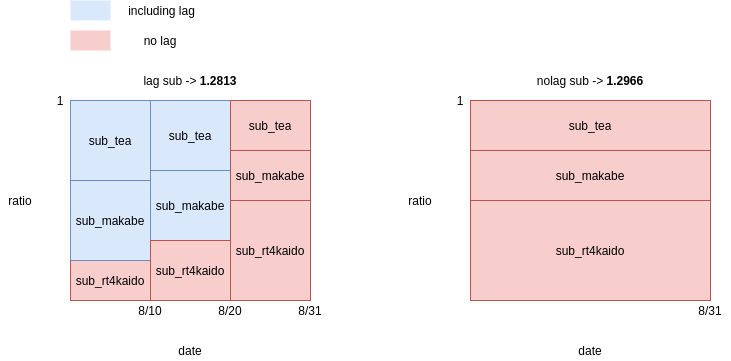 including lag
no lag
lag sub -> 1.2813
1
sub_tea
sub_tea
sub_tea
sub_makabe
sub_makabe
sub_makabe
sub_rt4kaido
sub_rt4kaido
sub_rt4kaido
ratio
8/10
8/20
8/31
date
nolag sub -> 1.2966
1
sub_tea
sub_makabe
sub_rt4kaido
ratio
8/31
date